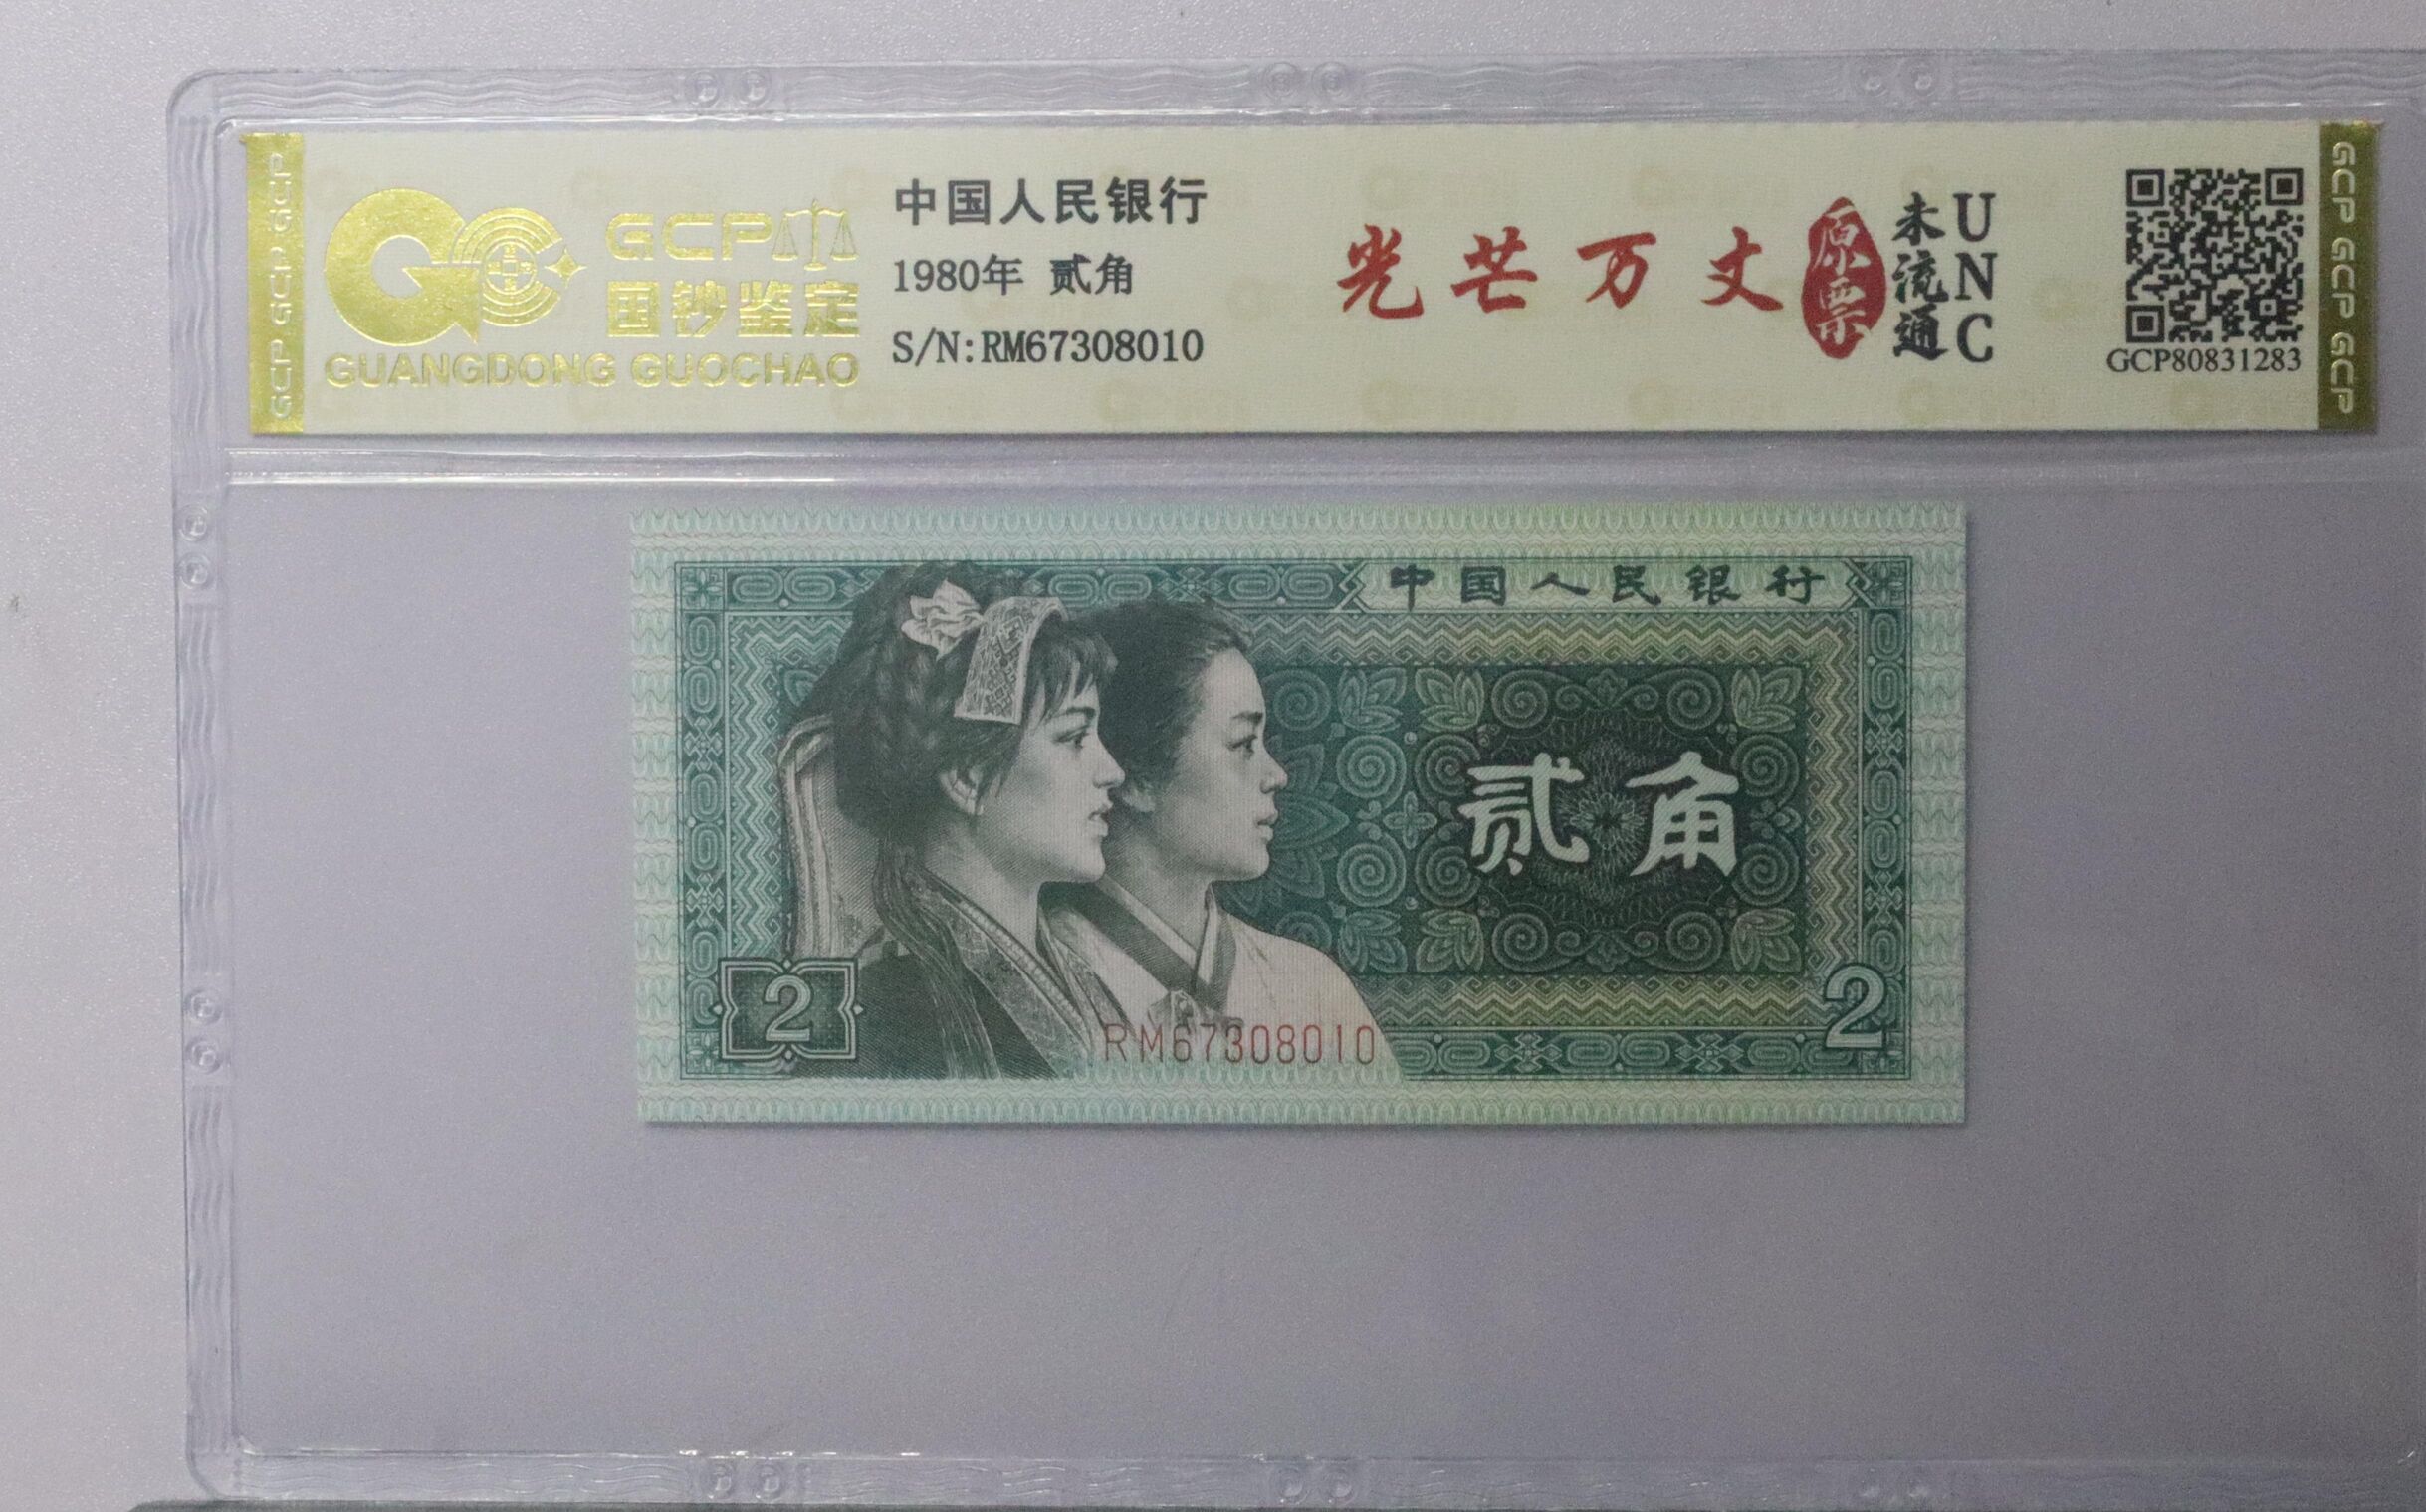 GCP GCP GCP
GCP
国钞鉴定
GUANGDONG GUOCHAO
中国人民银行
1980年 贰角
S/N:RM67308010
光芒万丈
原票
未流通
UNC
GCP80831283
GCP GCP GCP
中国人民银行
贰角
2
RM67308010
2